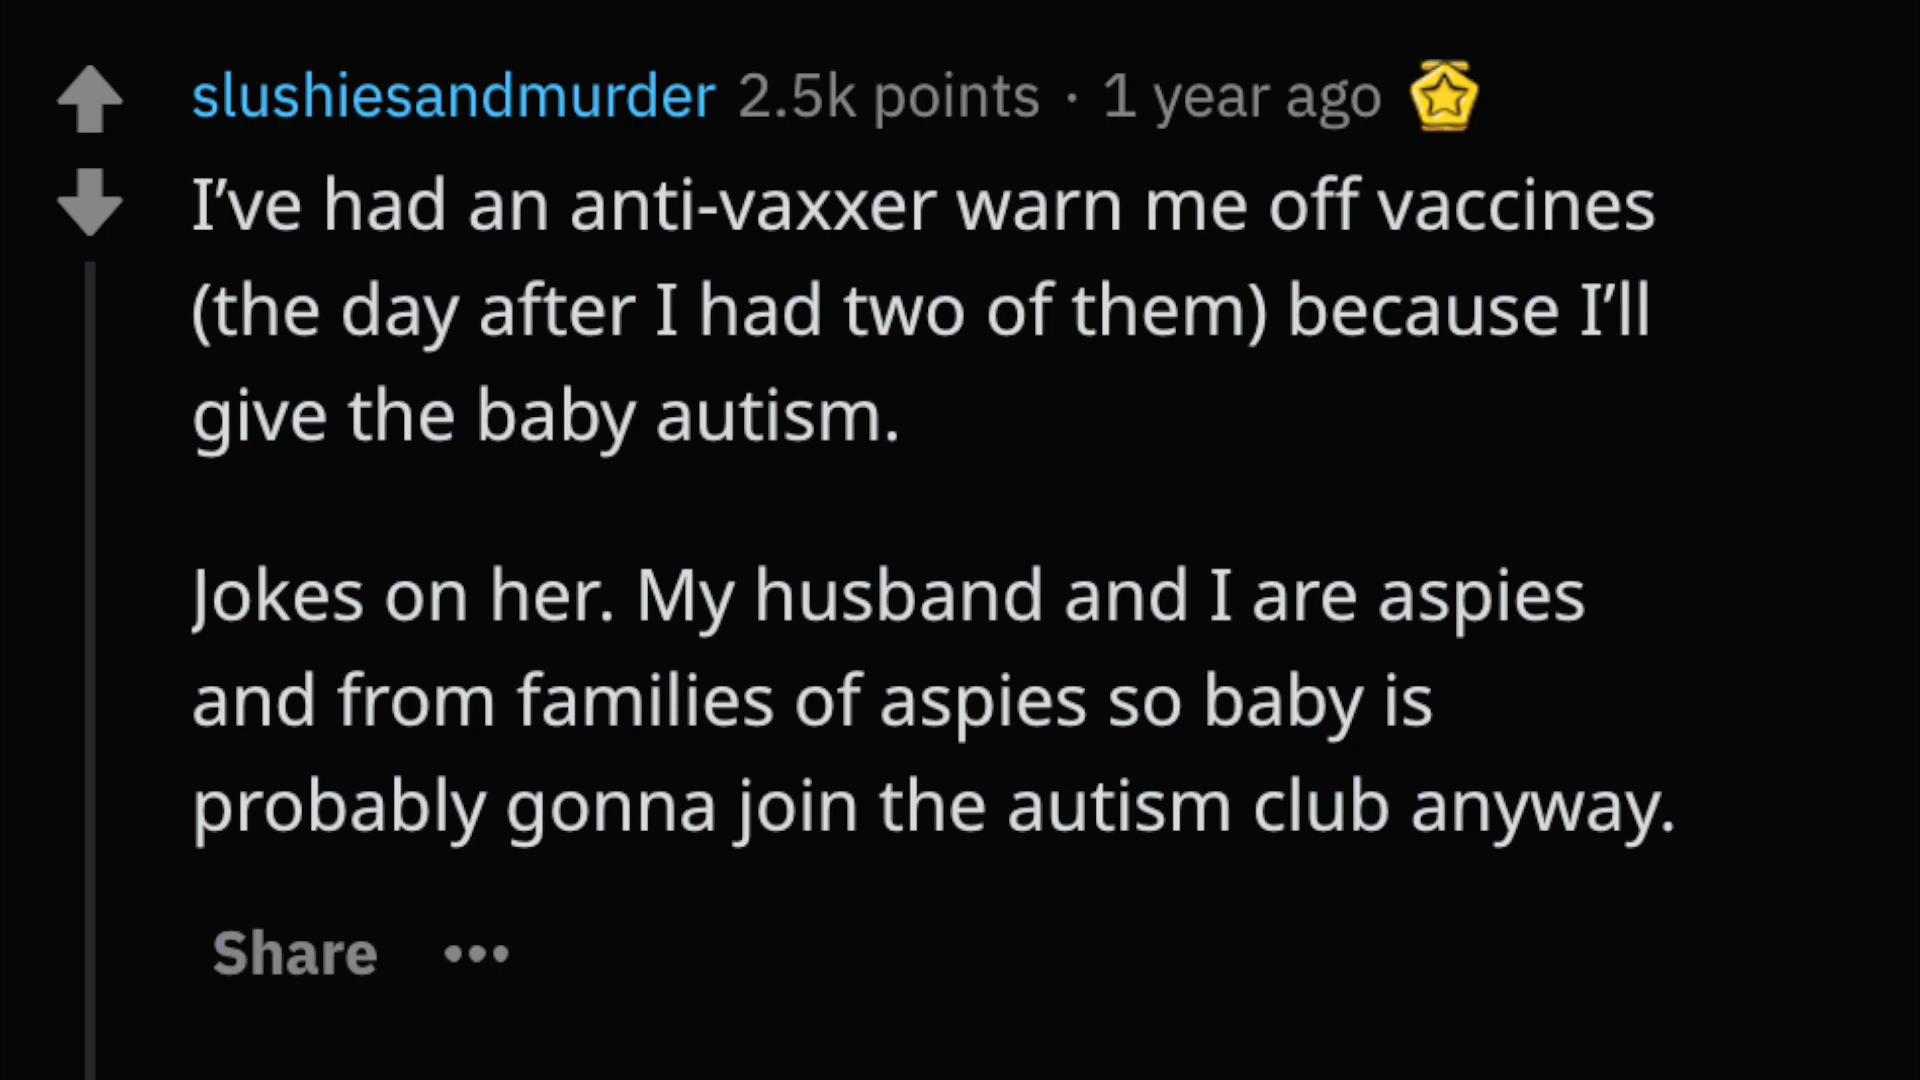 slushiesandmurder 2.5k points · 1 year ago
I’ve had an anti-vaxxer warn me off vaccines
(the day after I had two of them) because I’ll
give the baby autism.
Jokes on her. My husband and I are aspies
and from families of aspies so baby is
probably gonna join the autism club anyway.
Share •••